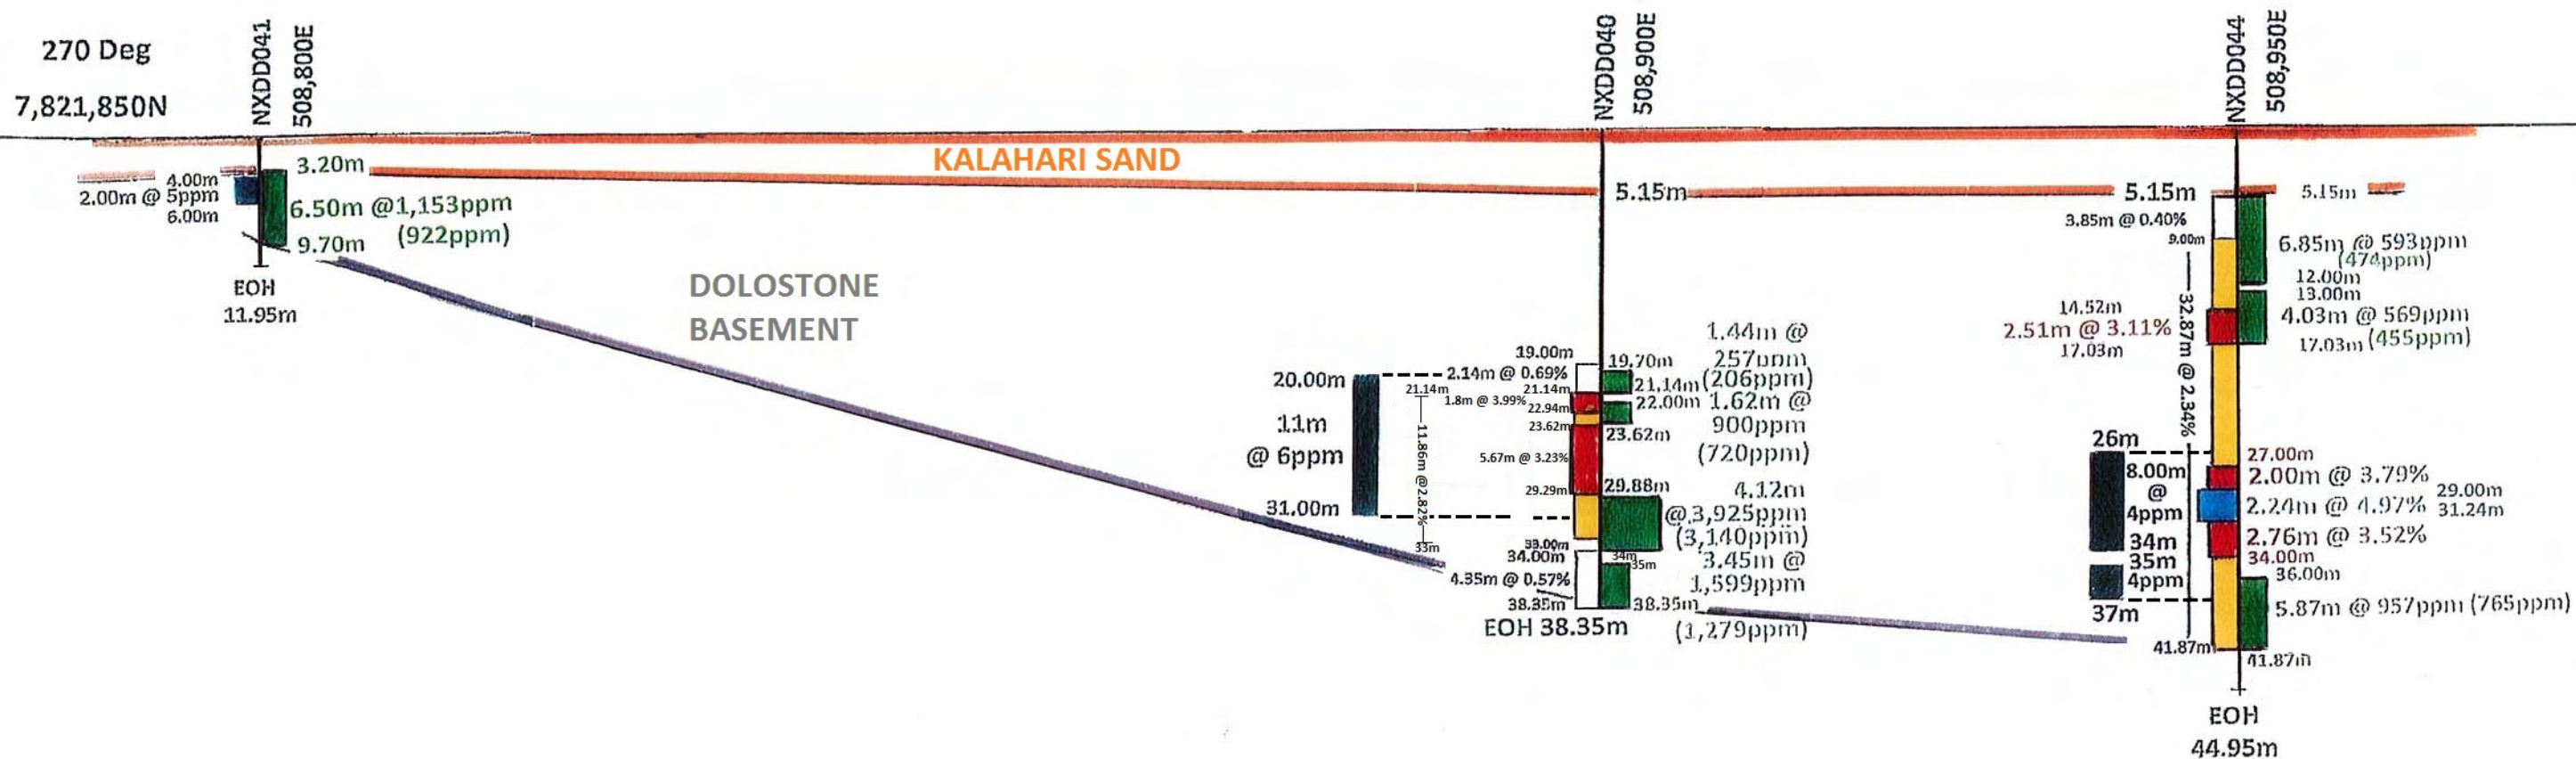 270 Deg
7,821,850N
NXDD041
508,800E
NXDD040
508,900E
NXDD044
508,950E
KALAHARI SAND
DOLOSTONE
BASEMENT
4.00m
2.00m @ 5ppm
6.00m
3.20m
6.50m @1,153ppm
(922ppm)
9.70m
EOH
11.95m
20.00m
11m
@ 6ppm
31.00m
21.14m
11.86m @2.82%
33m
19.00m
2.14m @ 0.69%
21.14m
1.8m @ 3.99%
22.94m
23.62m
5.67m @ 3.23%
29.29m
33.00m
34.00m
4.35m @ 0.57%
38.35m
EOH 38.35m
5.15m
19.70m
21.14m
22.00m
23.62m
29.88m
34m
35m
38.35m
1.44m @
257ppm
(206ppm)
1.62m @
900ppm
(720ppm)
4.12m
@3,925ppm
(3,140ppm)
3.45m @
1,599ppm
(1,279ppm)
5.15m
3.85m @ 0.40%
9.00m
14.52m
2.51m @ 3.11%
17.03m
32.87m @ 2.34%
26m
8.00m
@
4ppm
34m
35m
4ppm
37m
41.87m
5.15m
6.85m @ 593ppm
(474ppm)
12.00m
13.00m
4.03m @ 569ppm
17.03m (455ppm)
27.00m
2.00m @ 3.79%
29.00m
2.24m @ 4.97%
31.24m
2.76m @ 3.52%
34.00m
36.00m
5.87m @ 957ppm (765ppm)
41.87m
EOH
44.95m